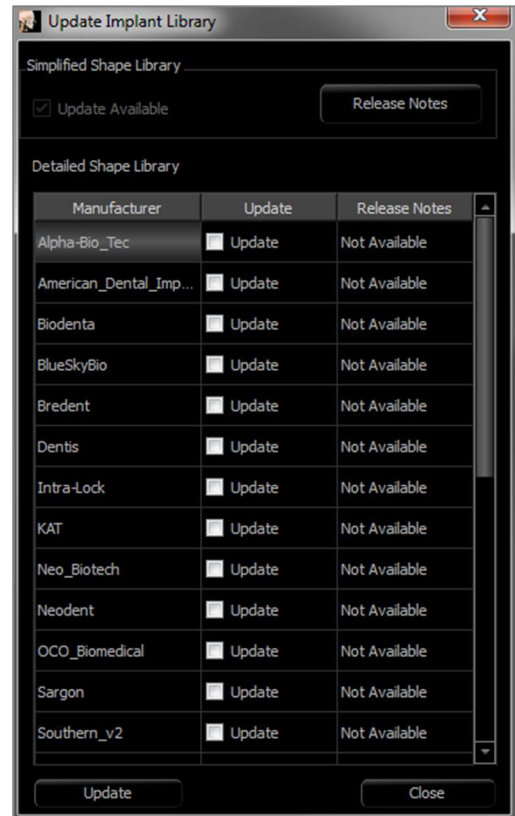 Update Implant Library
Simplified Shape Library
Update Available
Release Notes
Detailed Shape Library
Manufacturer Update Release Notes
Alpha-Bio_Tec Update Not Available
American_Dental_Imp... Update Not Available
Biodenta Update Not Available
BlueSkyBio Update Not Available
Bredent Update Not Available
Dentis Update Not Available
Intra-Lock Update Not Available
KAT Update Not Available
Neo_Biotech Update Not Available
Neodent Update Not Available
OCO_Biomedical Update Not Available
Sargon Update Not Available
Southern_v2 Update Not Available
Update Close